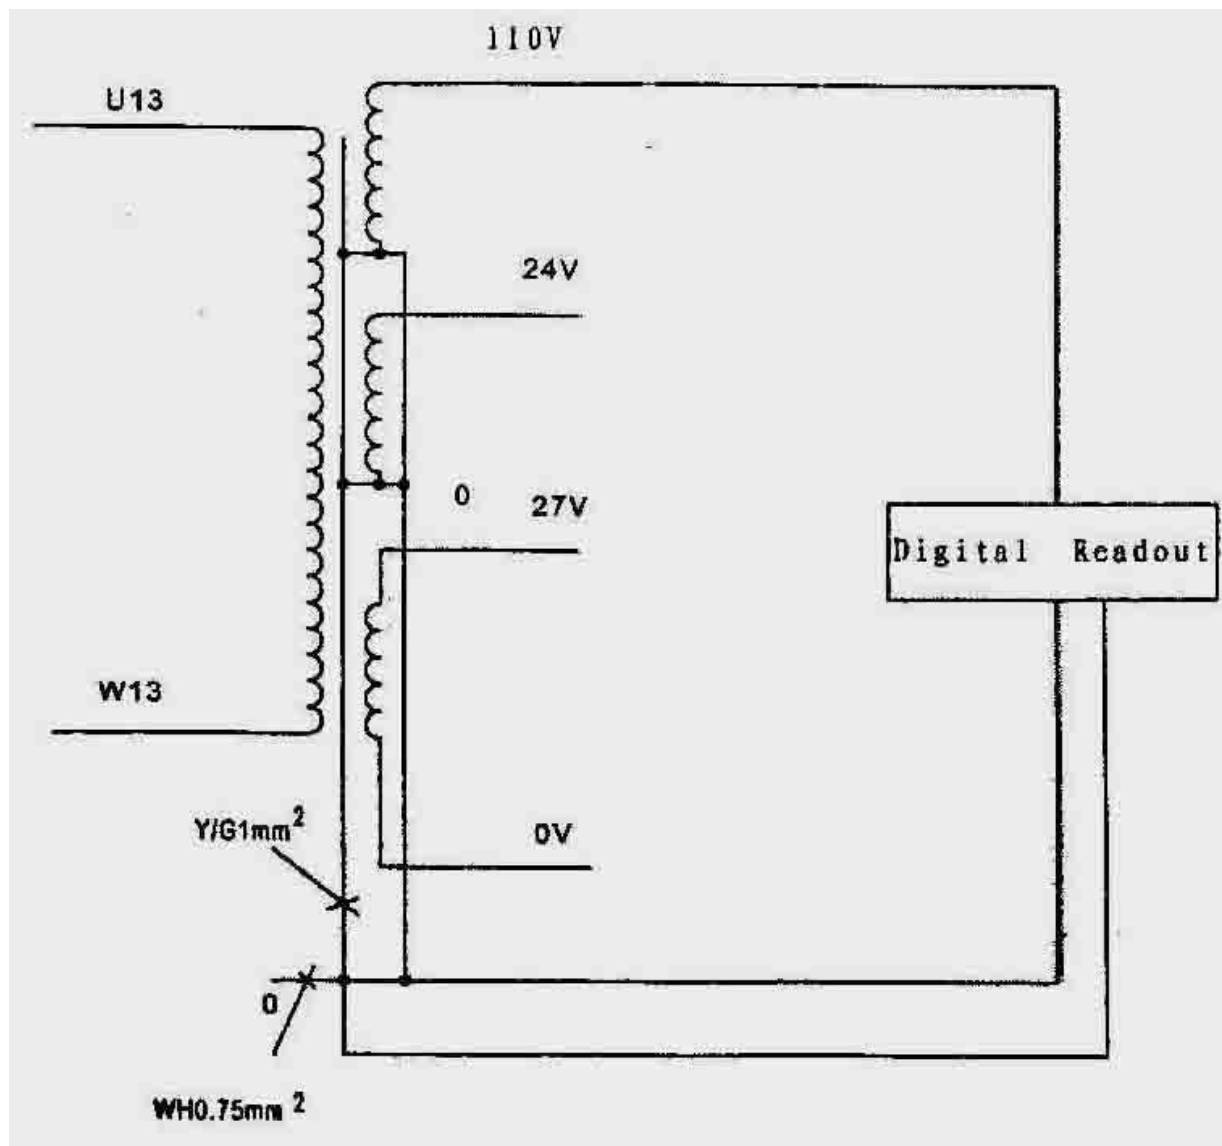 110V
U13
24V
0 27V
Digital Readout
W13
Y/G1mm²
0V
0
WH0.75mm²